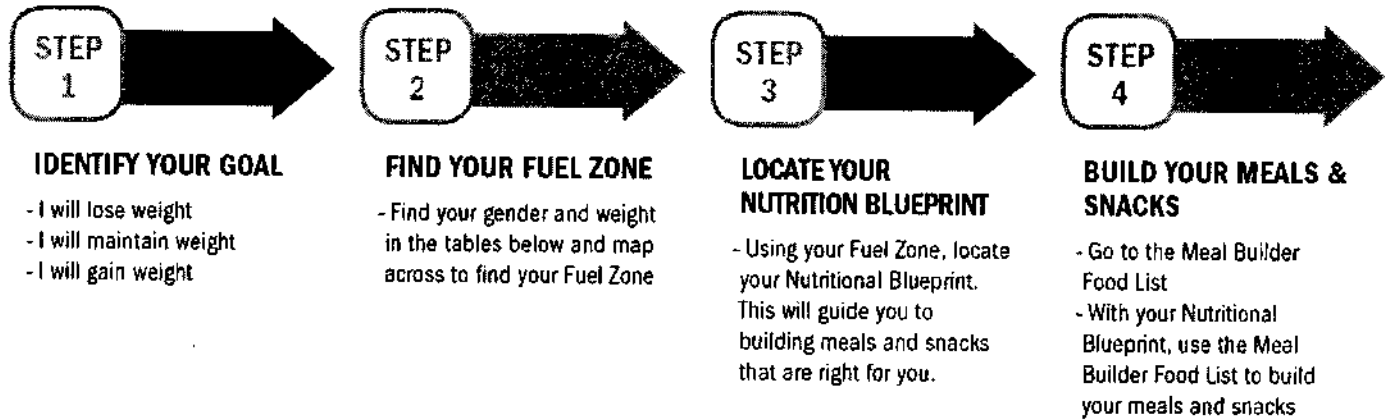 STEP
1
IDENTIFY YOUR GOAL
- I will lose weight
- I will maintain weight
- I will gain weight
STEP
2
FIND YOUR FUEL ZONE
- Find your gender and weight
in the tables below and map
across to find your Fuel Zone
STEP
3
LOCATE YOUR
NUTRITION BLUEPRINT
- Using your Fuel Zone, locate
your Nutritional Blueprint.
This will guide you to
building meals and snacks
that are right for you.
STEP
4
BUILD YOUR MEALS &
SNACKS
- Go to the Meal Builder
Food List
- With your Nutritional
Blueprint, use the Meal
Builder Food List to build
your meals and snacks